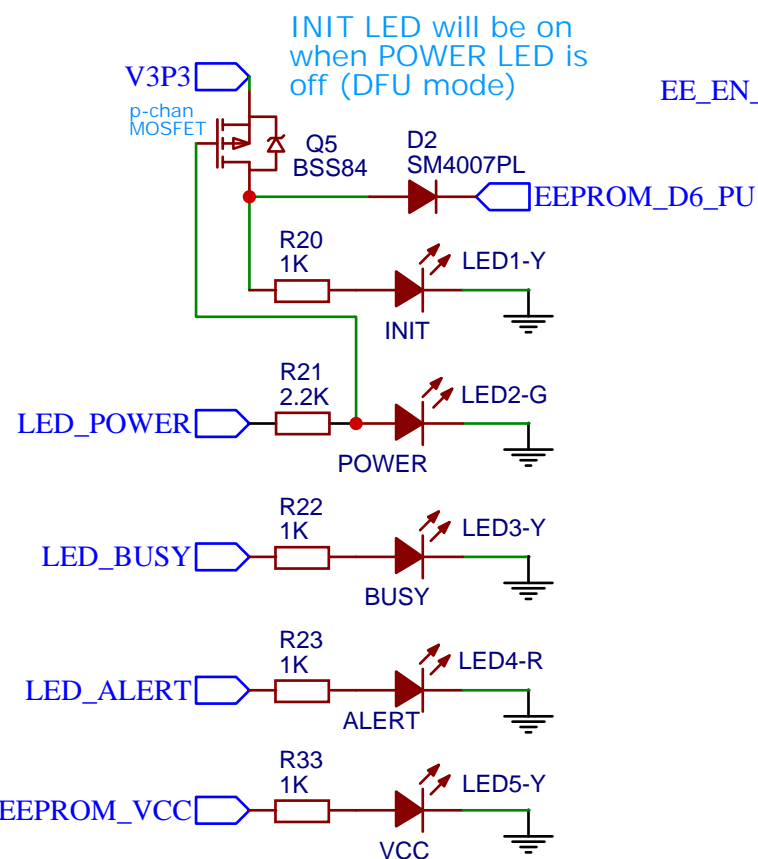 INIT LED will be on
when POWER LED is
off (DFU mode)
V3P3
EE_EN_
p-chan
MOSFET
Q5
BSS84
D2
SM4007PL
EEPROM_D6_PU
R20
1K
LED1-Y
INIT
R21
2.2K
LED2-G
LED_POWER
POWER
R22
1K
LED3-Y
LED_BUSY
BUSY
R23
1K
LED4-R
LED_ALERT
ALERT
R33
1K
LED5-Y
EEPROM_VCC
VCC